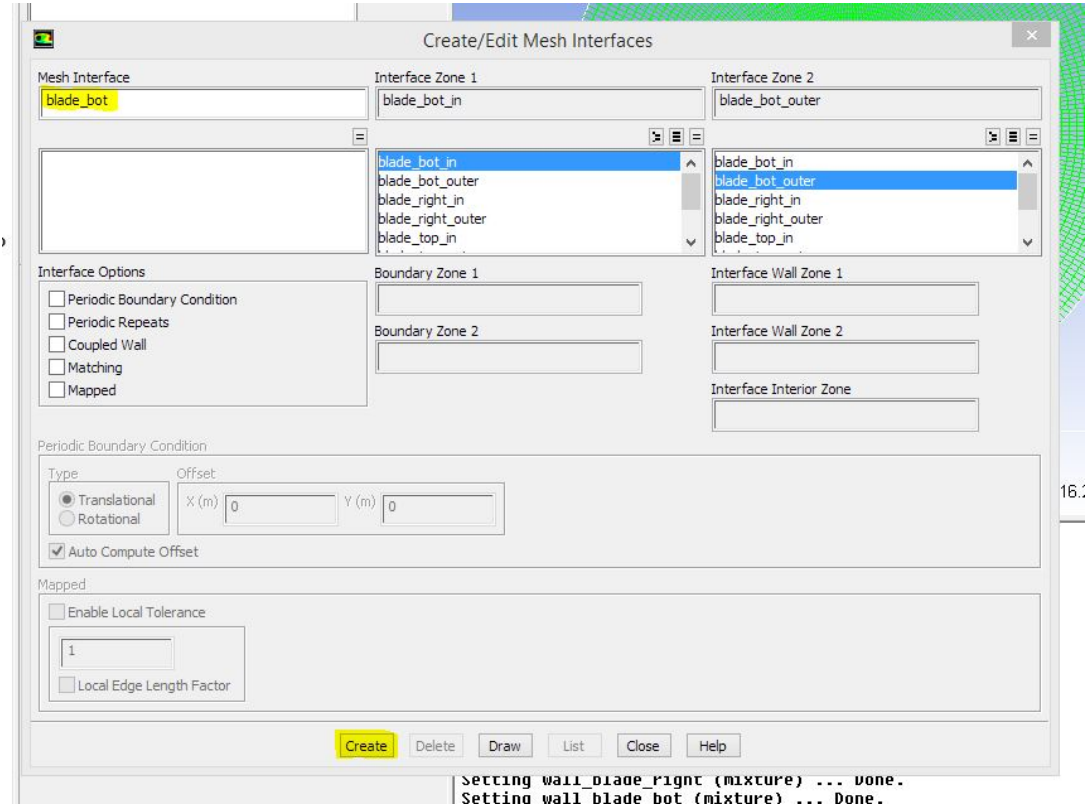 Create/Edit Mesh Interfaces
Mesh Interface
Interface Zone 1
Interface Zone 2
blade_bot
blade_bot_in
blade_bot_outer
blade_bot_in
blade_bot_outer
blade_right_in
blade_right_outer
blade_top_in
blade_bot_in
blade_bot_outer
blade_right_in
blade_right_outer
blade_top_in
Interface Options
Periodic Boundary Condition
Periodic Repeats
Coupled Wall
Matching
Mapped
Boundary Zone 1
Boundary Zone 2
Interface Wall Zone 1
Interface Wall Zone 2
Interface Interior Zone
Periodic Boundary Condition
Type
Translational
Rotational
Offset
X (m) 0
Y (m) 0
Auto Compute Offset
Mapped
Enable Local Tolerance
1
Local Edge Length Factor
Create
Delete
Draw
List
Close
Help
Setting wall_blade_right (mixture) ... Done.
Setting wall_blade_bot (mixture) ... Done.